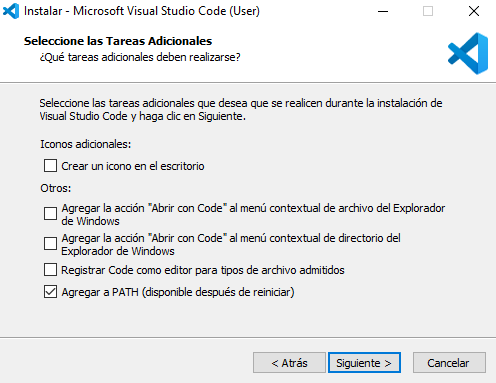 Instalar - Microsoft Visual Studio Code (User)
Seleccione las Tareas Adicionales
¿Qué tareas adicionales deben realizarse?
Seleccione las tareas adicionales que desea que se realicen durante la instalación de
Visual Studio Code y haga clic en Siguiente.
Iconos adicionales:
Crear un icono en el escritorio
Otros:
Agregar la acción "Abrir con Code" al menú contextual de archivo del Explorador
de Windows
Agregar la acción "Abrir con Code" al menú contextual de directorio del
Explorador de Windows
Registrar Code como editor para tipos de archivo admitidos
Agregar a PATH (disponible después de reiniciar)
< Atrás
Siguiente >
Cancelar